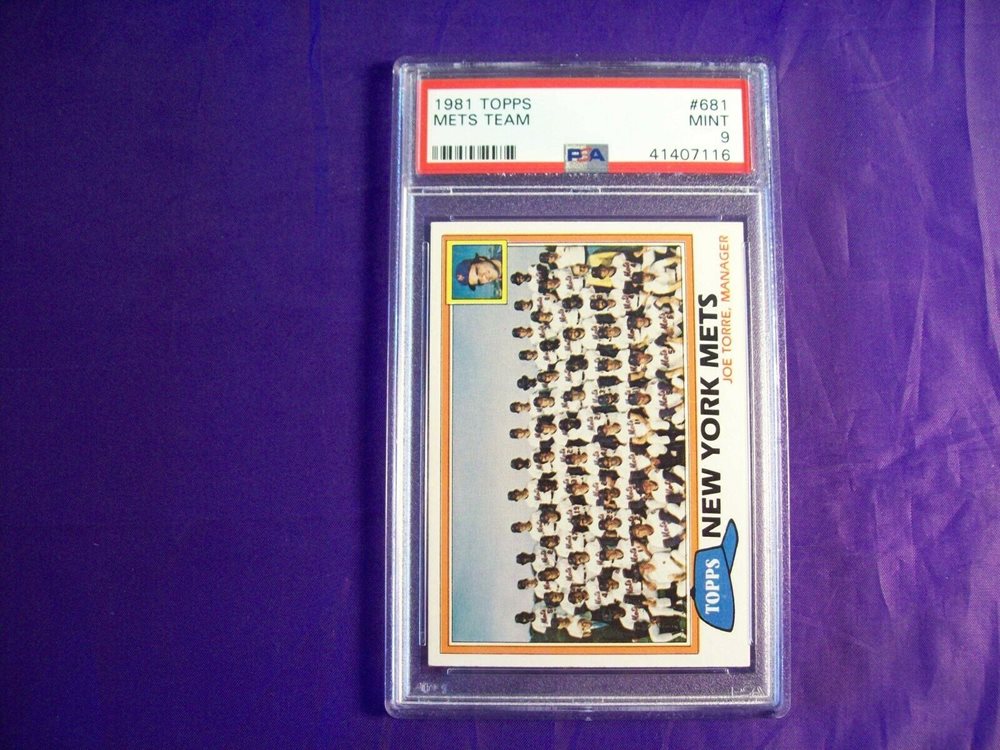 1981 TOPPS #681
METS TEAM MINT
9
PSA 41407116
NEW YORK METS
JOE TORRE, MANAGER
TOPPS